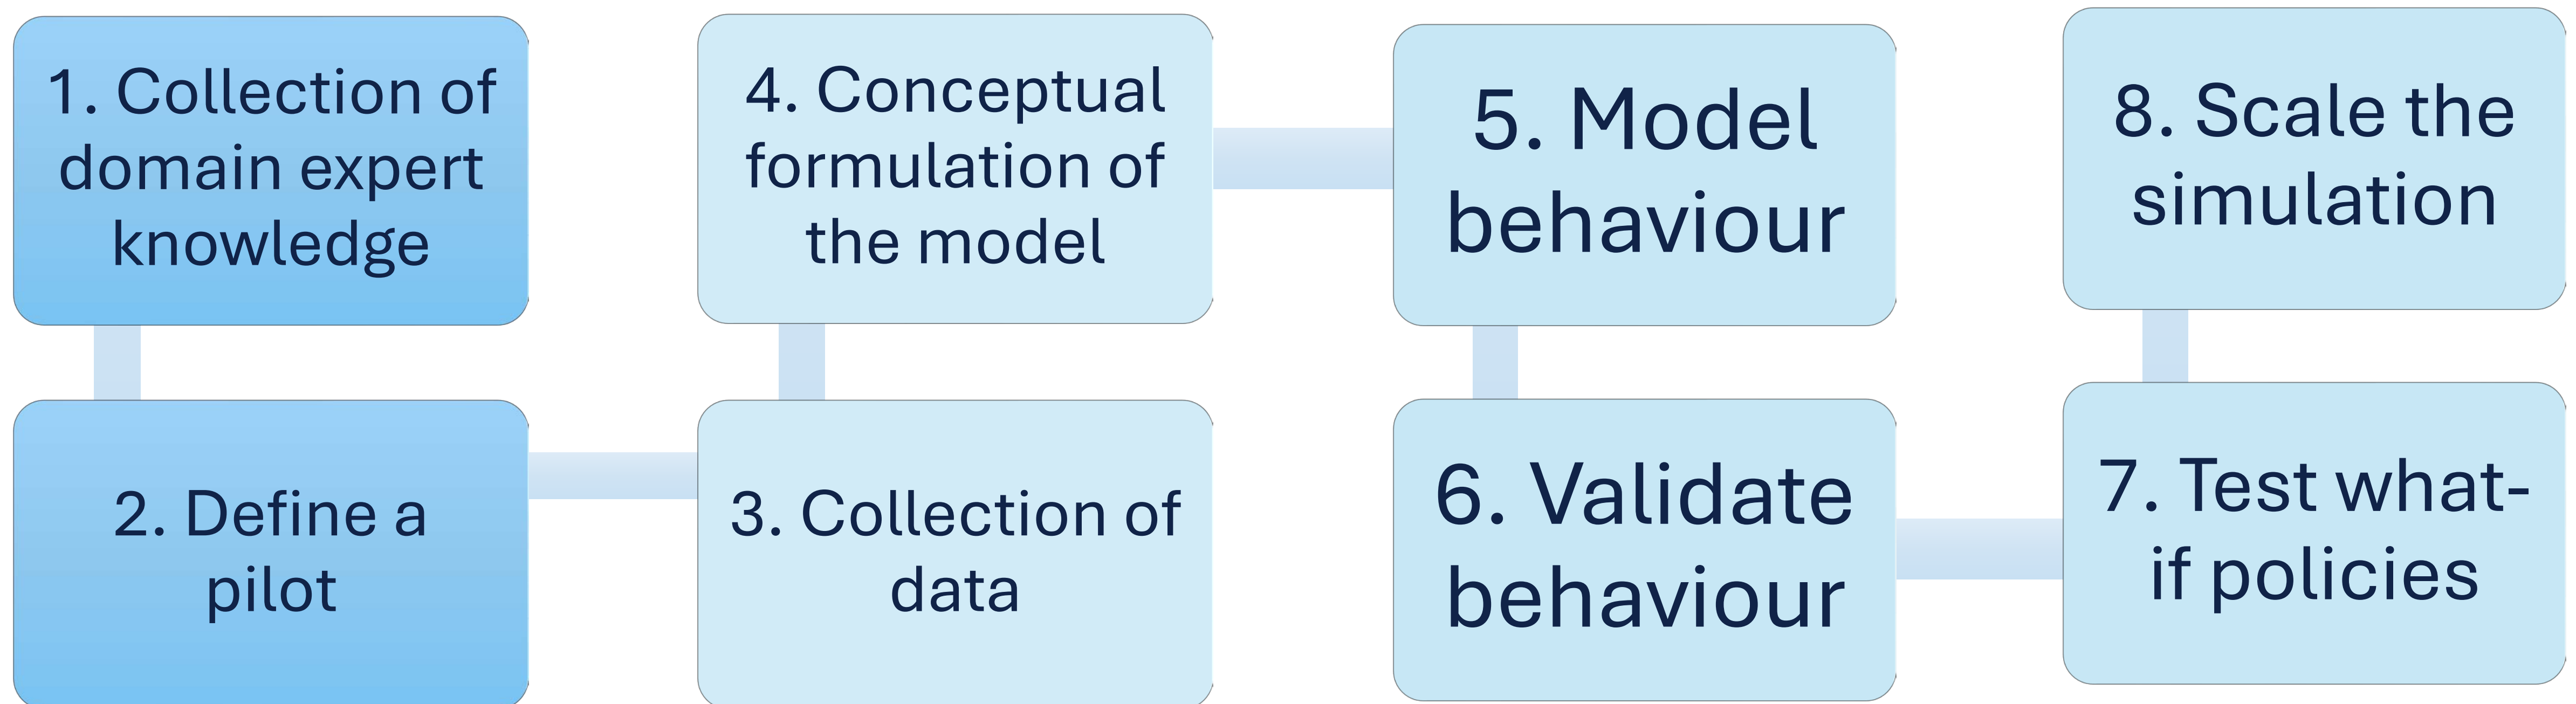 1. Collection of
domain expert
knowledge
2. Define a
pilot
3. Collection of
data
4. Conceptual
formulation of
the model
5. Model
behaviour
6. Validate
behaviour
7. Test what-
if policies
8. Scale the
simulation